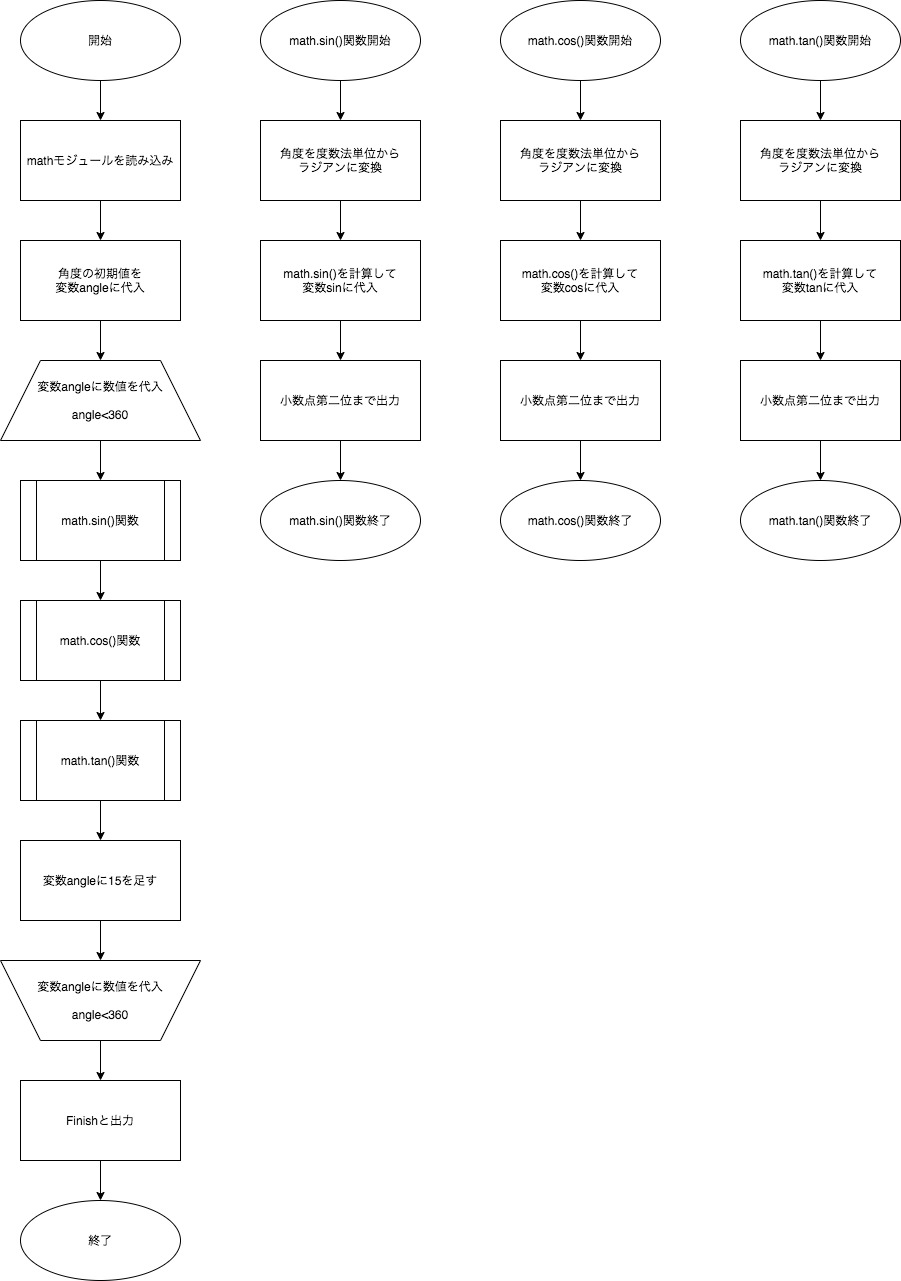 開始
mathモジュールを読み込み
角度の初期値を
変数angleに代入
変数angleに数値を代入
angle<360
math.sin()関数
math.cos()関数
math.tan()関数
変数angleに15を足す
変数angleに数値を代入
angle<360
Finishと出力
終了
math.sin()関数開始
角度を度数法単位から
ラジアンに変換
math.sin()を計算して
変数sinに代入
小数点第二位まで出力
math.sin()関数終了
math.cos()関数開始
角度を度数法単位から
ラジアンに変換
math.cos()を計算して
変数cosに代入
小数点第二位まで出力
math.cos()関数終了
math.tan()関数開始
角度を度数法単位から
ラジアンに変換
math.tan()を計算して
変数tanに代入
小数点第二位まで出力
math.tan()関数終了